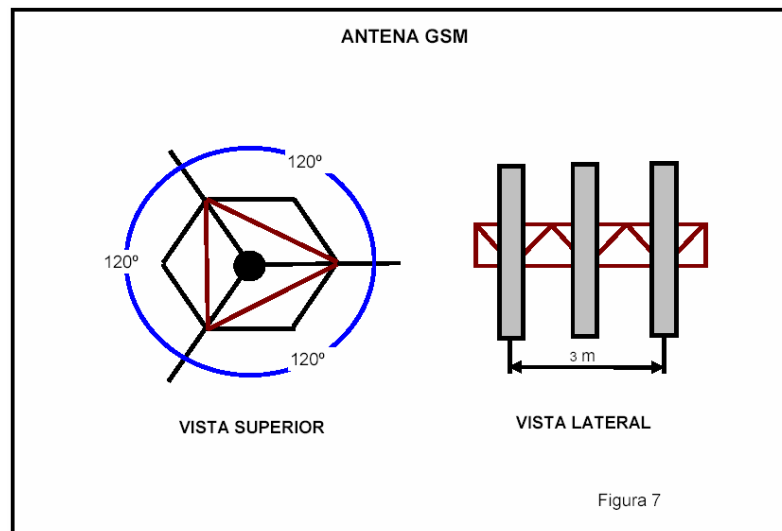 ANTENA GSM
120º
120º
120º
3 m
VISTA SUPERIOR
VISTA LATERAL
Figura 7